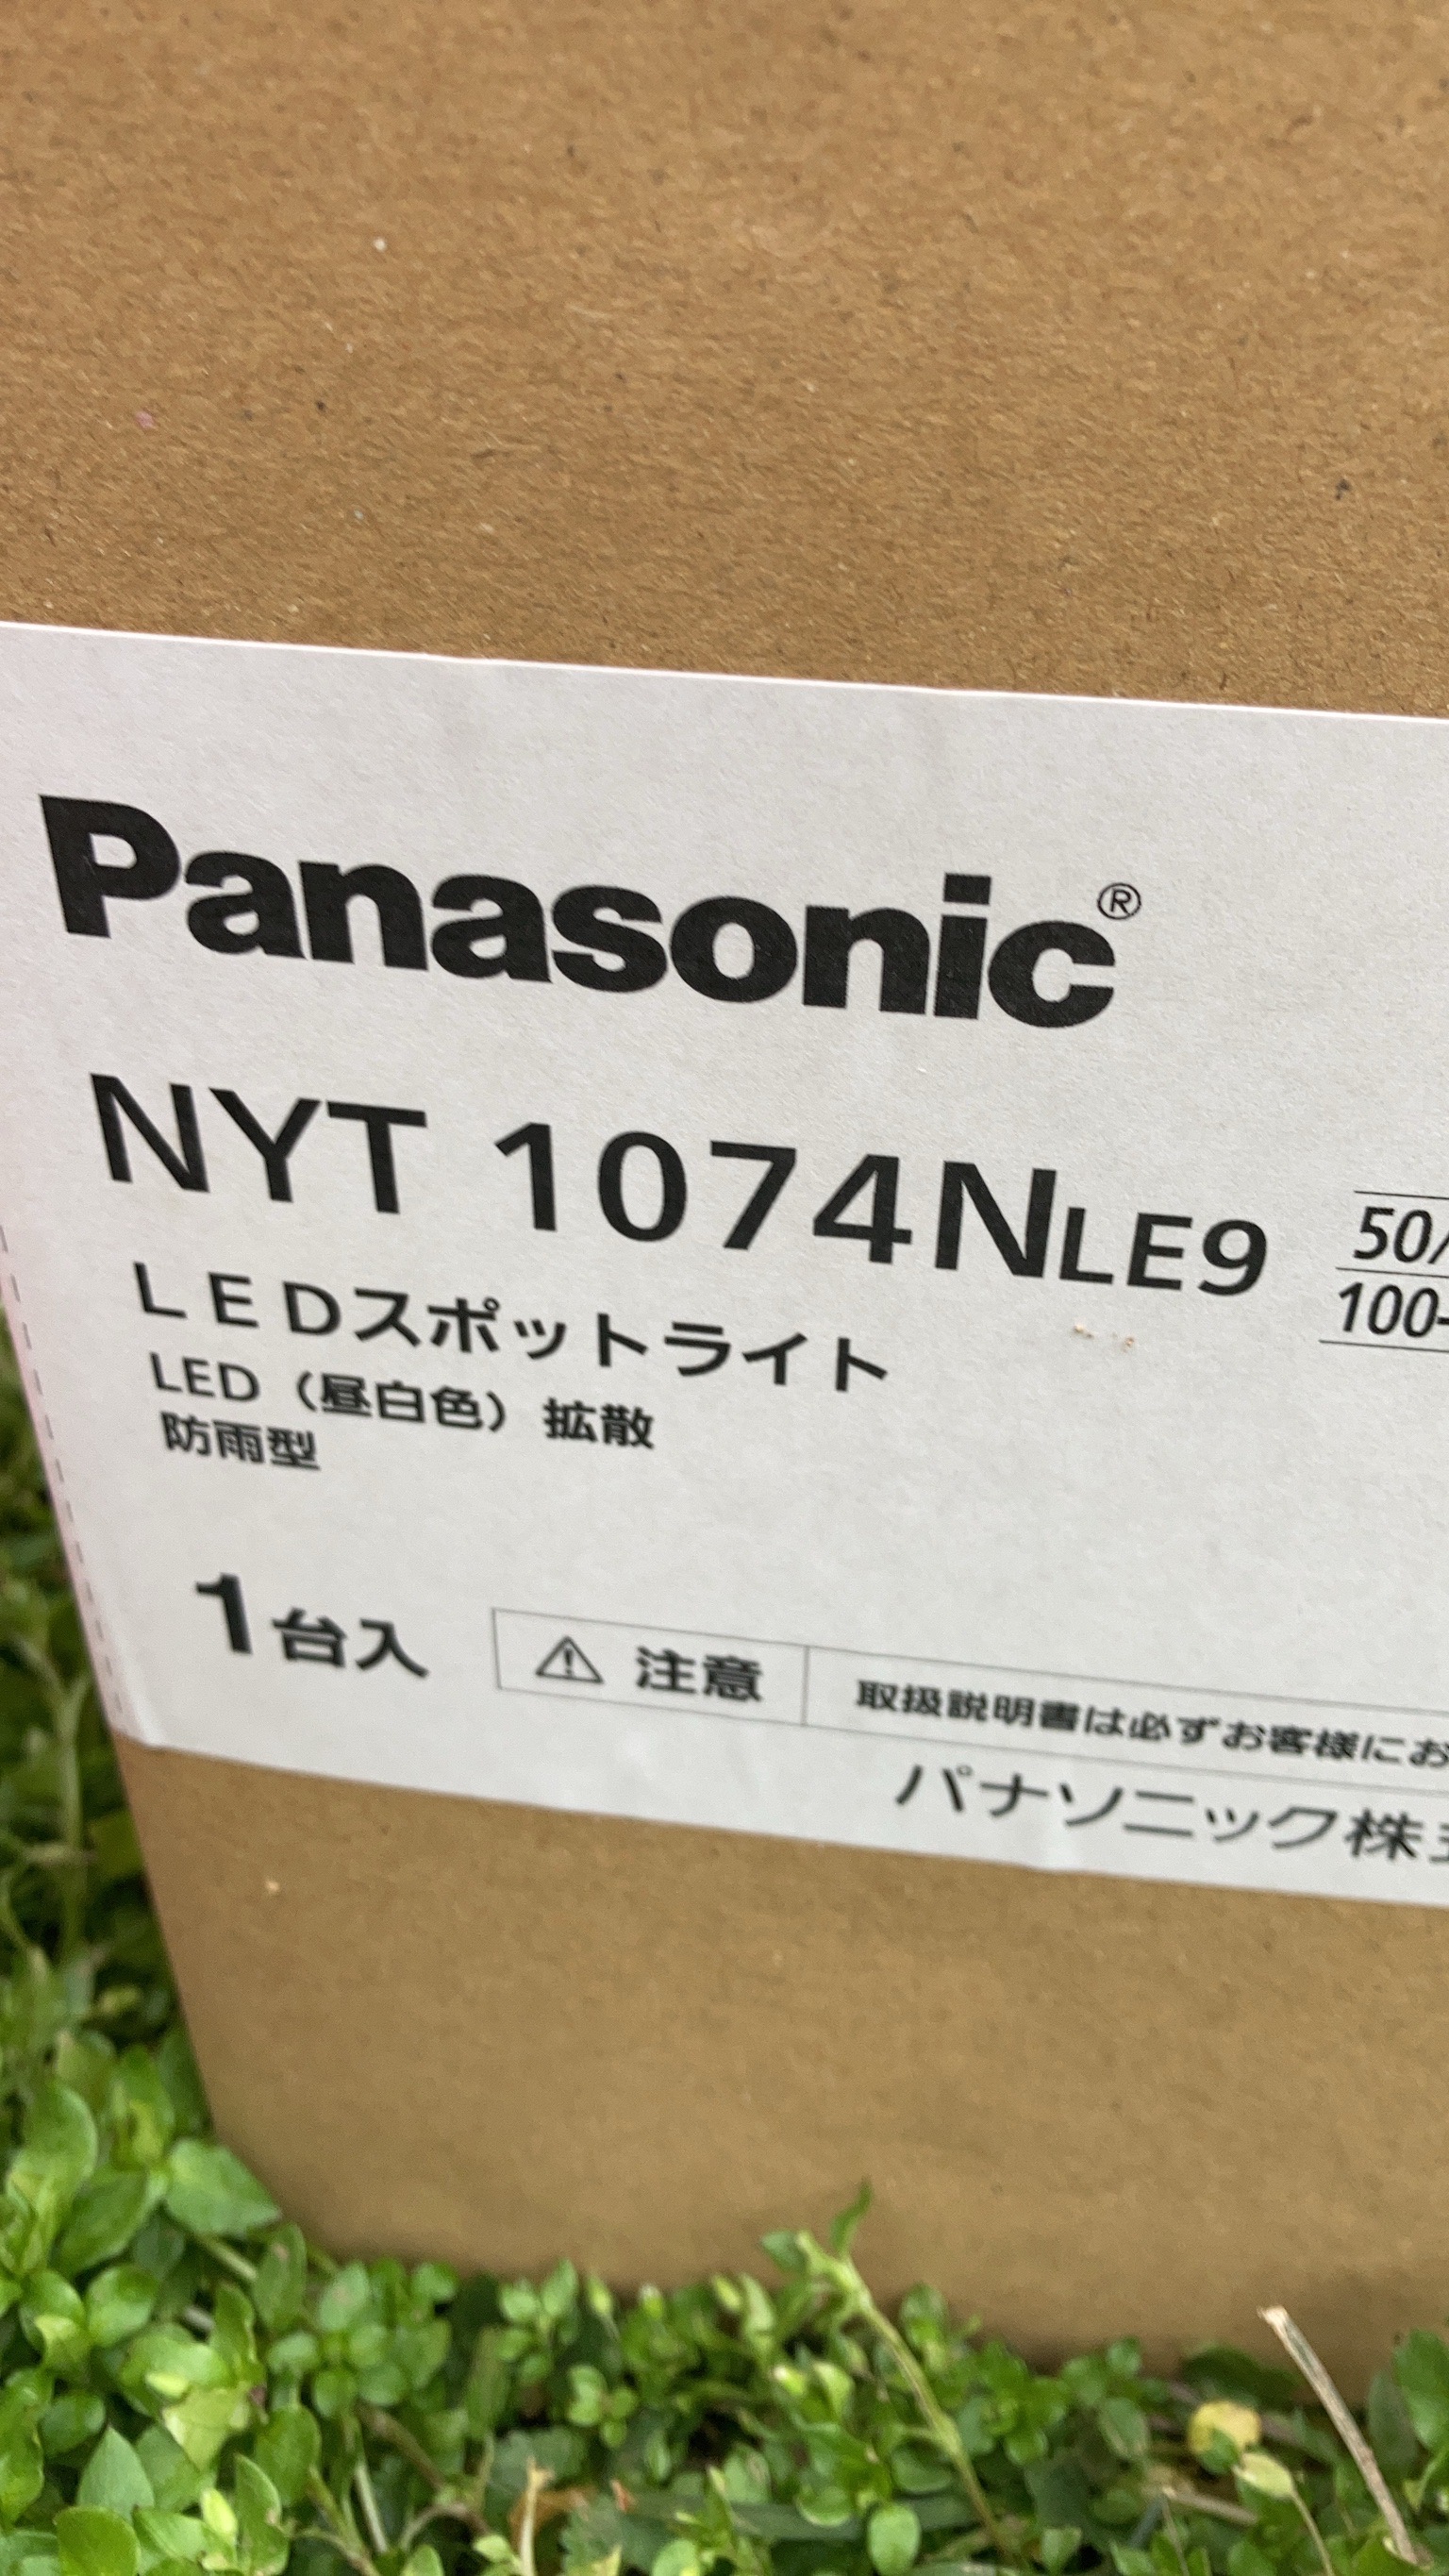 Panasonic®
NYT 1074NLE9
50/
100-
LEDスポットライト
LED（昼白色）拡散
防雨型
1台入
⚠ 注意
取扱説明書は必ずお客様にお
パナソニック株